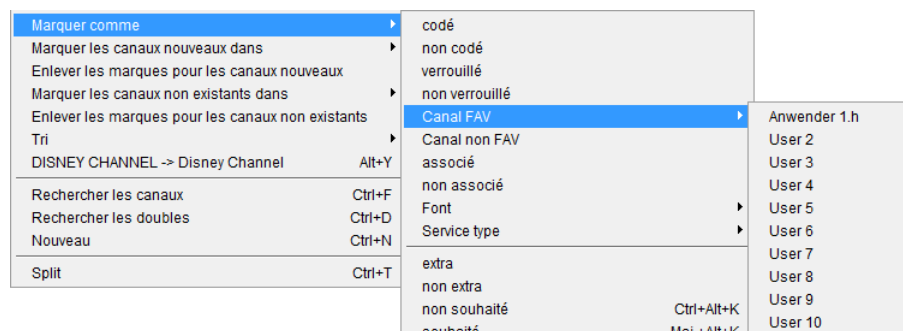 Marquer comme
Marquer les canaux nouveaux dans
Enlever les marques pour les canaux nouveaux
Marquer les canaux non existants dans
Enlever les marques pour les canaux non existants
Tri
DISNEY CHANNEL -> Disney Channel Alt+Y
Rechercher les canaux Ctrl+F
Rechercher les doubles Ctrl+D
Nouveau Ctrl+N
Split Ctrl+T
codé
non codé
verrouillé
non verrouillé
Canal FAV
Canal non FAV
associé
non associé
Font
Service type
extra
non extra
non souhaité Ctrl+Alt+K
souhaité Maj.+Alt+K
Anwender 1.h
User 2
User 3
User 4
User 5
User 6
User 7
User 8
User 9
User 10